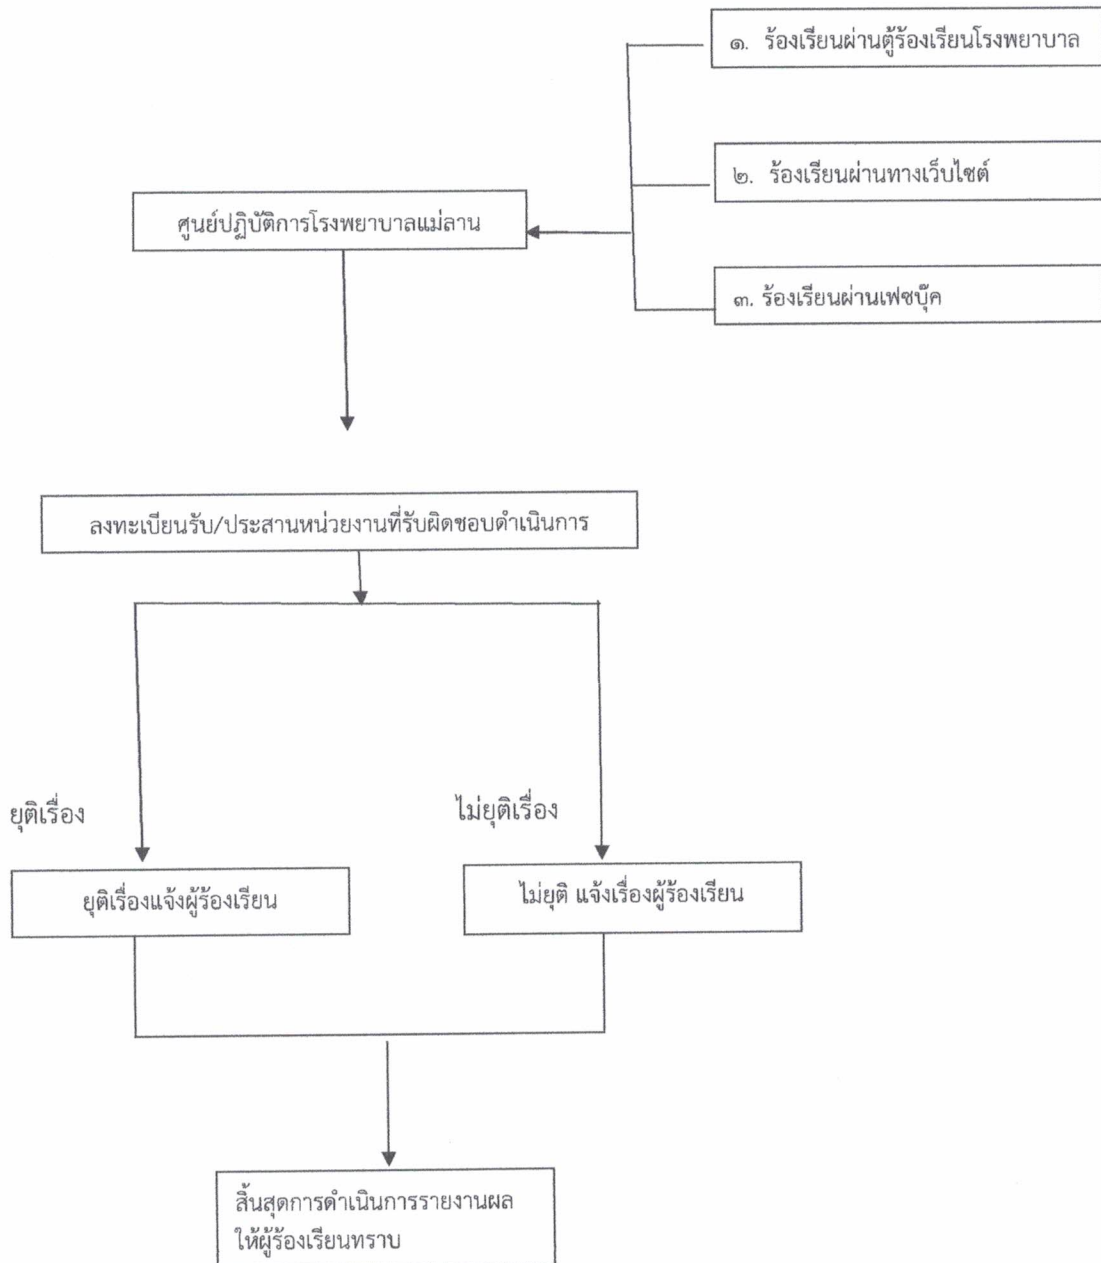 ๑. ร้องเรียนผ่านตู้ร้องเรียนโรงพยาบาล
๒. ร้องเรียนผ่านทางเว็บไซต์
ศูนย์ปฏิบัติการโรงพยาบาลแม่ลาน
๓. ร้องเรียนผ่านเฟซบุ๊ค
ลงทะเบียนรับ/ประสานหน่วยงานที่รับผิดชอบดำเนินการ
ยุติเรื่อง
ไม่ยุติเรื่อง
ยุติเรื่องแจ้งผู้ร้องเรียน
ไม่ยุติ แจ้งเรื่องผู้ร้องเรียน
สิ้นสุดการดำเนินการรายงานผล
ให้ผู้ร้องเรียนทราบ